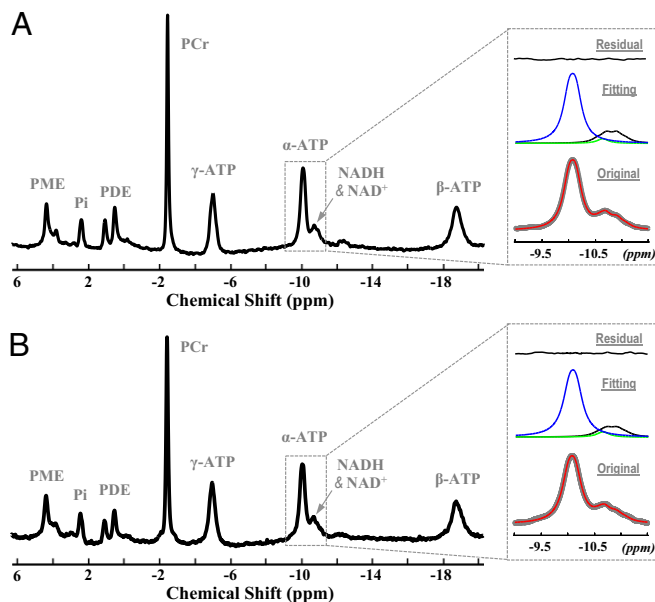 A
PCr
α-ATP
NADH
& NAD⁺
γ-ATP
PME
Pi
PDE
β-ATP
6 2 -2 -6 -10 -14 -18
Chemical Shift (ppm)
Residual
Fitting
Original
-9.5 -10.5 (ppm)
B
PCr
α-ATP
NADH
& NAD⁺
γ-ATP
PME
Pi
PDE
β-ATP
6 2 -2 -6 -10 -14 -18
Chemical Shift (ppm)
Residual
Fitting
Original
-9.5 -10.5 (ppm)